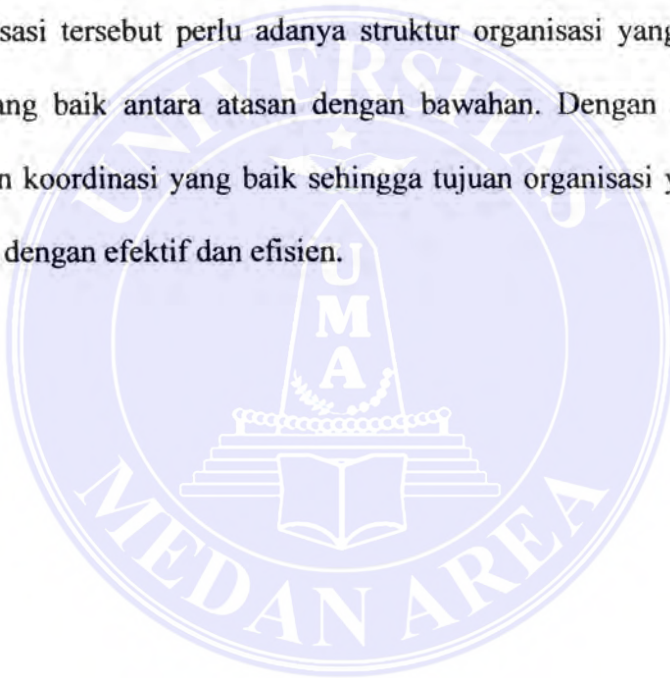 sasi tersebut perlu adanya struktur organisasi yang
ang baik antara atasan dengan bawahan. Dengan
n koordinasi yang baik sehingga tujuan organisasi y
dengan efektif dan efisien.
UNIVERSITAS
UMA
MEDAN AREA